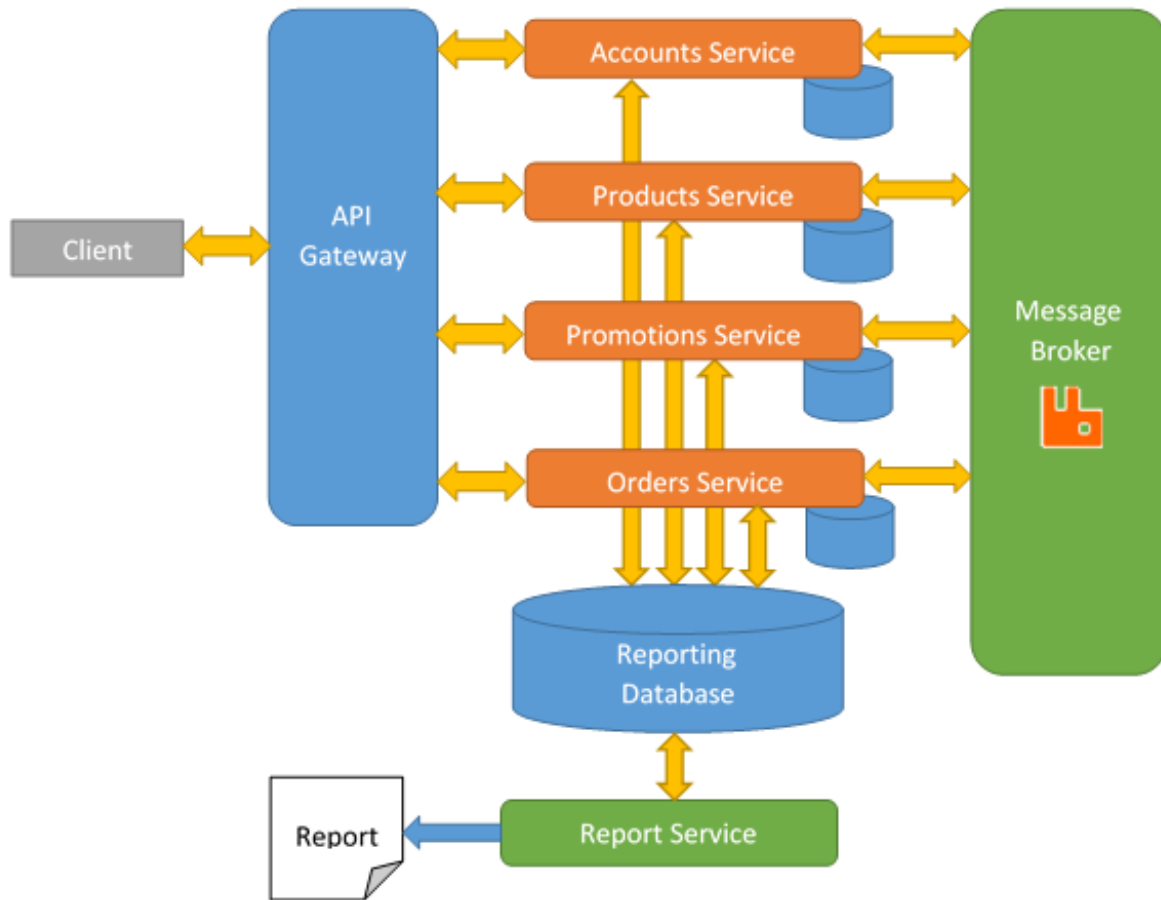 Accounts Service
Products Service
API
Gateway
Client
Promotions Service
Message
Broker
Orders Service
Reporting
Database
Report Service
Report